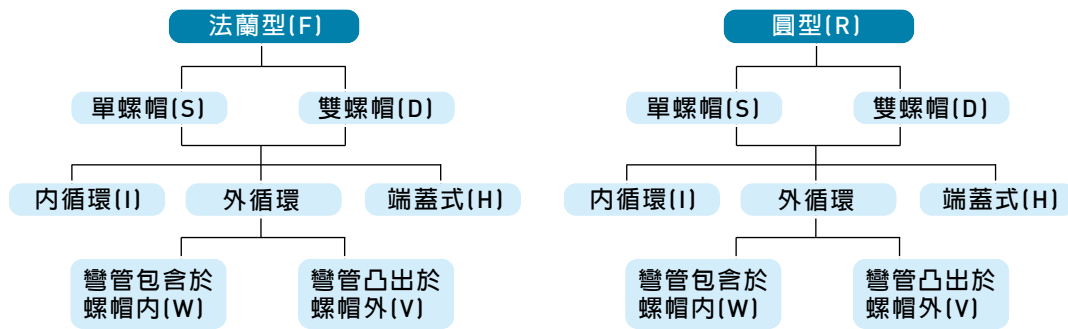 法蘭型(F)
單螺帽(S)
雙螺帽(D)
內循環(I)
外循環
端蓋式(H)
彎管包含於
螺帽內(W)
彎管凸出於
螺帽外(V)
圓型(R)
單螺帽(S)
雙螺帽(D)
內循環(I)
外循環
端蓋式(H)
彎管包含於
螺帽內(W)
彎管凸出於
螺帽外(V)